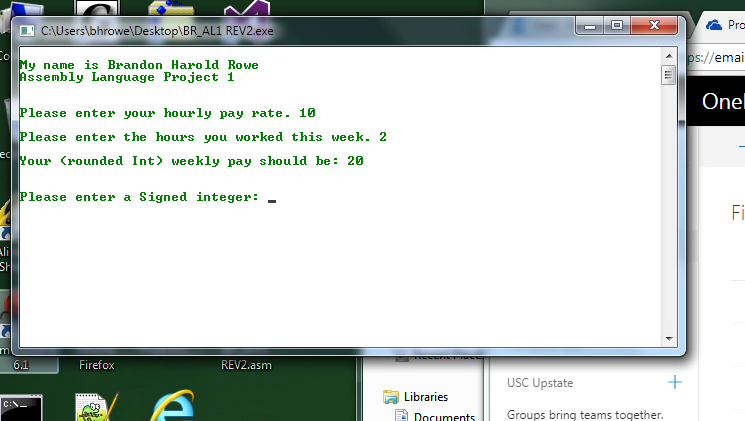 C:\Users\bhrowe\Desktop\BR_AL1 REV2.exe
My name is Brandon Harold Rowe
Assembly Language Project 1
Please enter your hourly pay rate. 10
Please enter the hours you worked this week. 2
Your (rounded Int) weekly pay should be: 20
Please enter a Signed integer: _
6.1
Firefox
REV2.asm
Libraries
Documents
USC Upstate
Groups bring teams together.
Pro
ps://emai
One
Fi